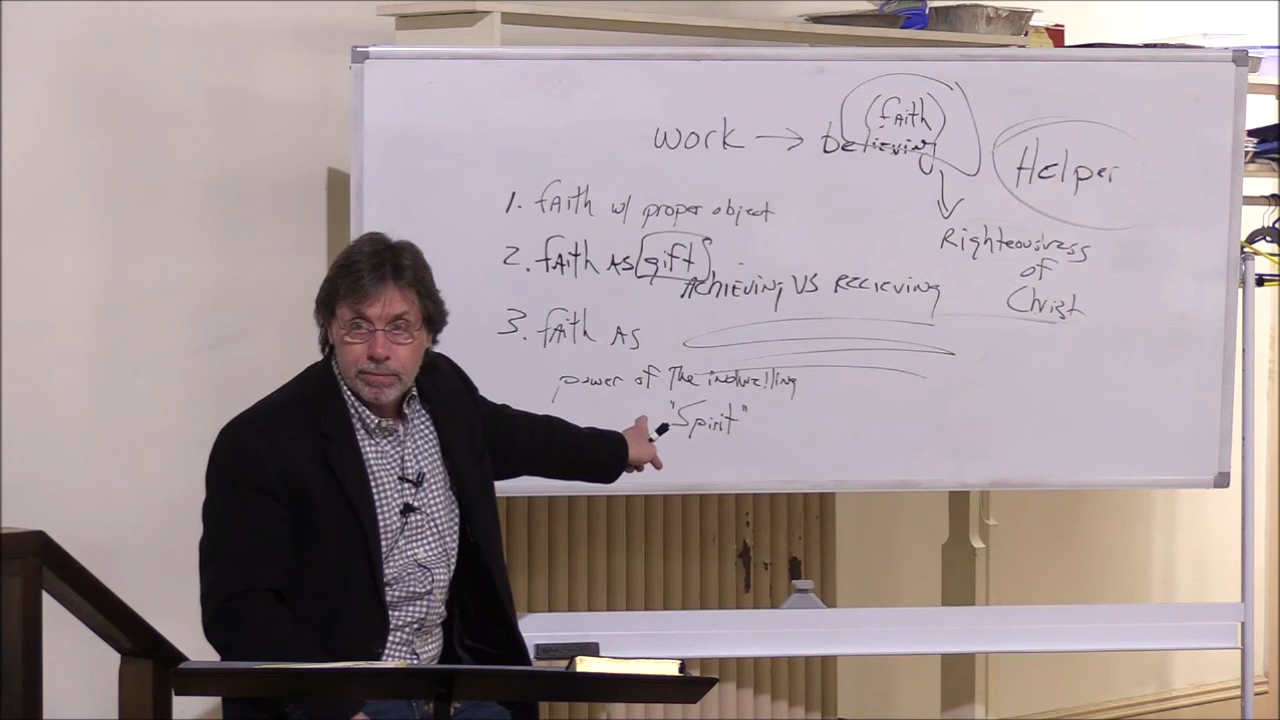 (faith)
work → believing
Helper
1. faith w/ proper object
Righteousness
of
Christ
2. faith AS gift
ACHIEVING VS RECIEVING
3. faith AS
power of The indwelling
"Spirit"